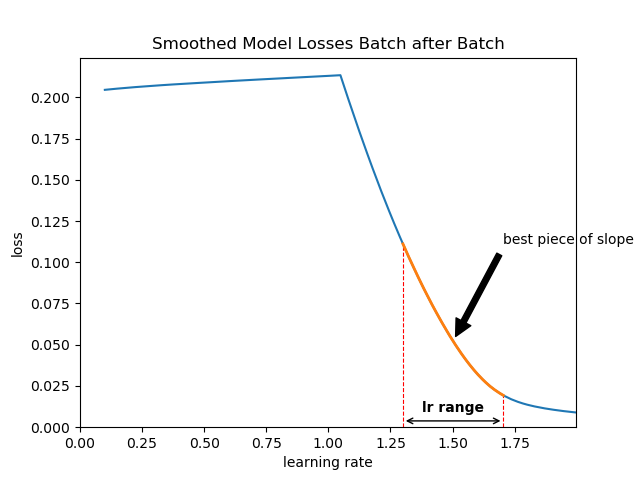 Smoothed Model Losses Batch after Batch
0.200
0.175
0.150
0.125
0.100
0.075
0.050
0.025
0.000
loss
best piece of slope
lr range
0.00 0.25 0.50 0.75 1.00 1.25 1.50 1.75
learning rate